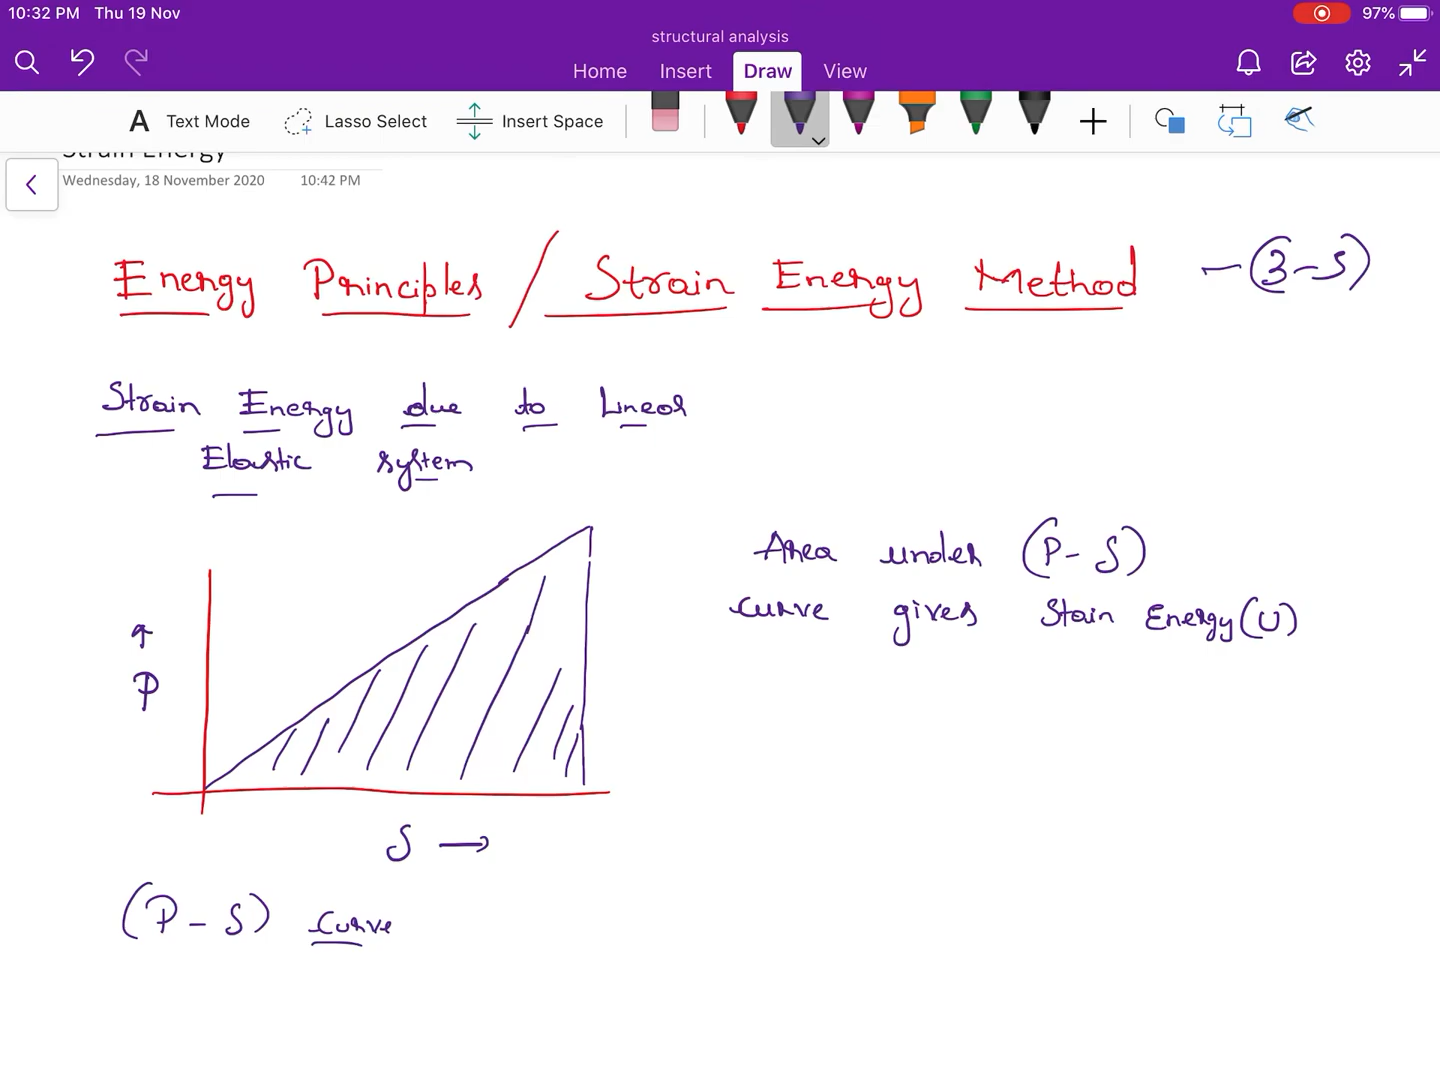 10:32 PM Thu 19 Nov 97%
structural analysis
Home Insert Draw View
A Text Mode Lasso Select Insert Space
Strain Energy
Wednesday, 18 November 2020 10:42 PM
Energy Principles / Strain Energy Method - (3-5)
Strain Energy due to Linear
Elastic system
Area under (P-δ)
curve gives Stain Energy (U)
↑
P
δ →
(P-δ) curve